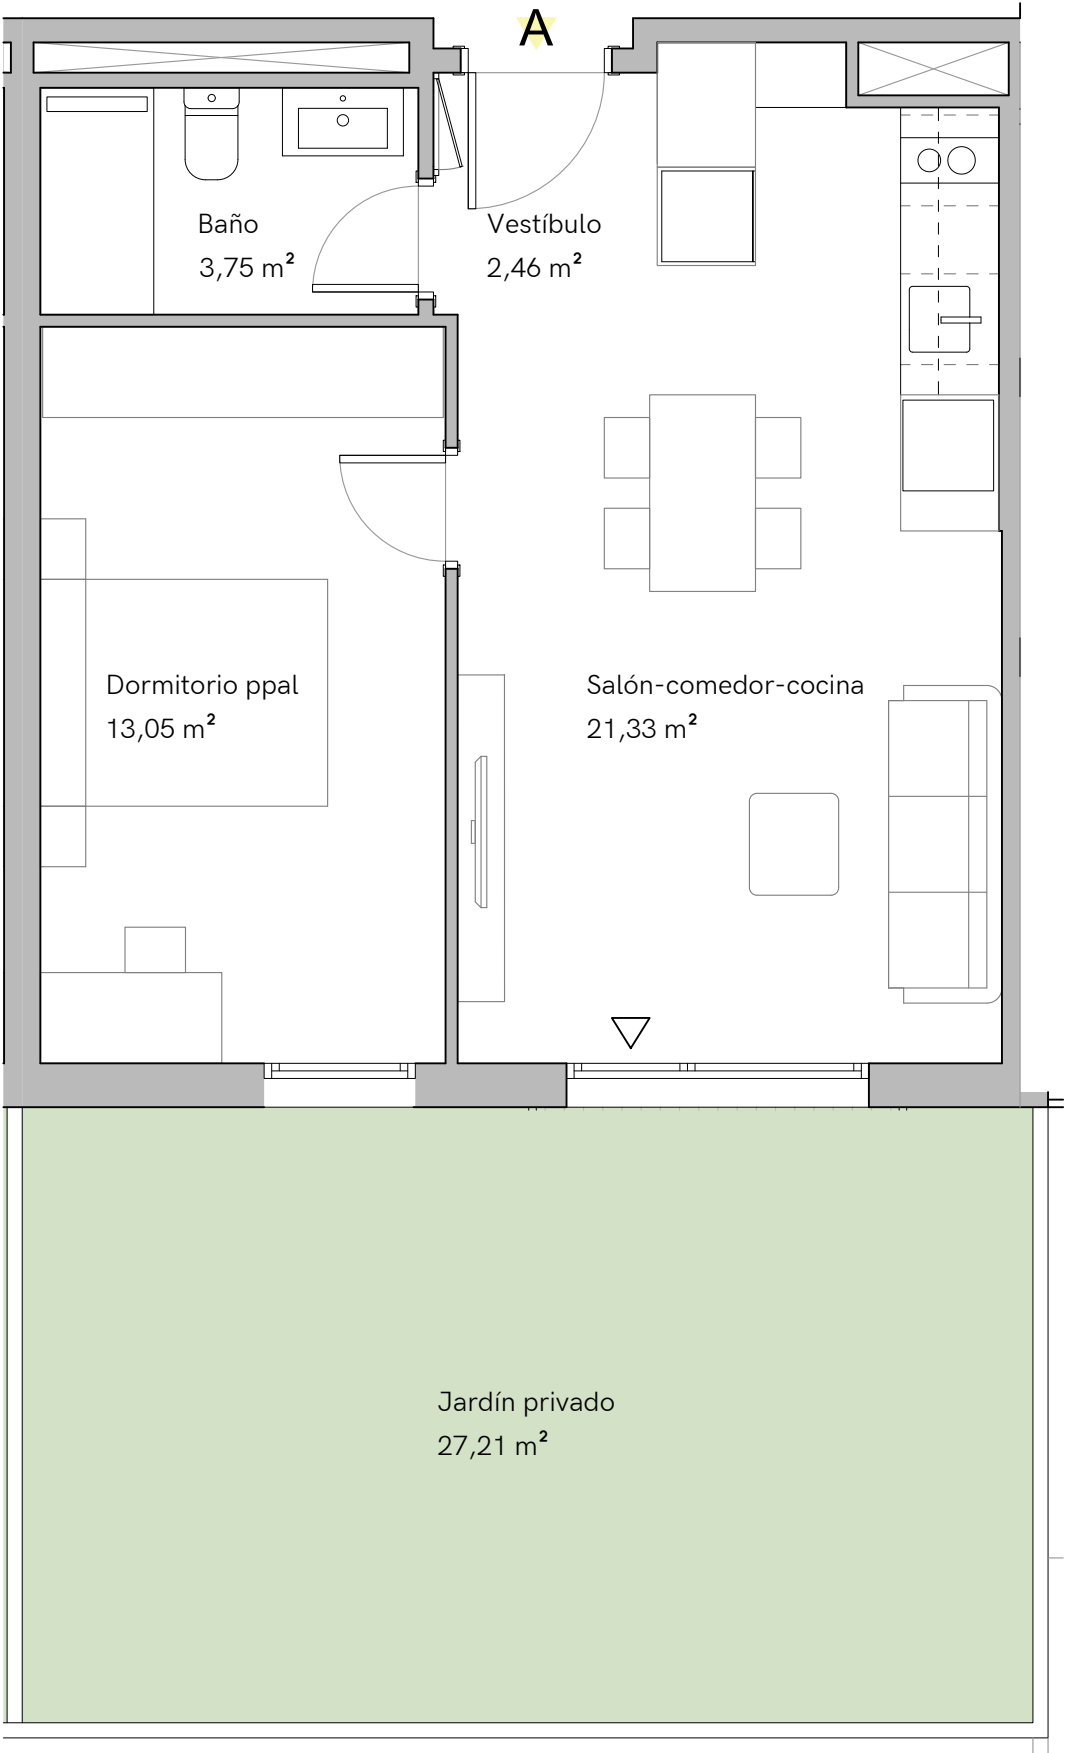 A
Baño
3,75 m²
Vestíbulo
2,46 m²
Dormitorio ppal
13,05 m²
Salón-comedor-cocina
21,33 m²
Jardín privado
27,21 m²